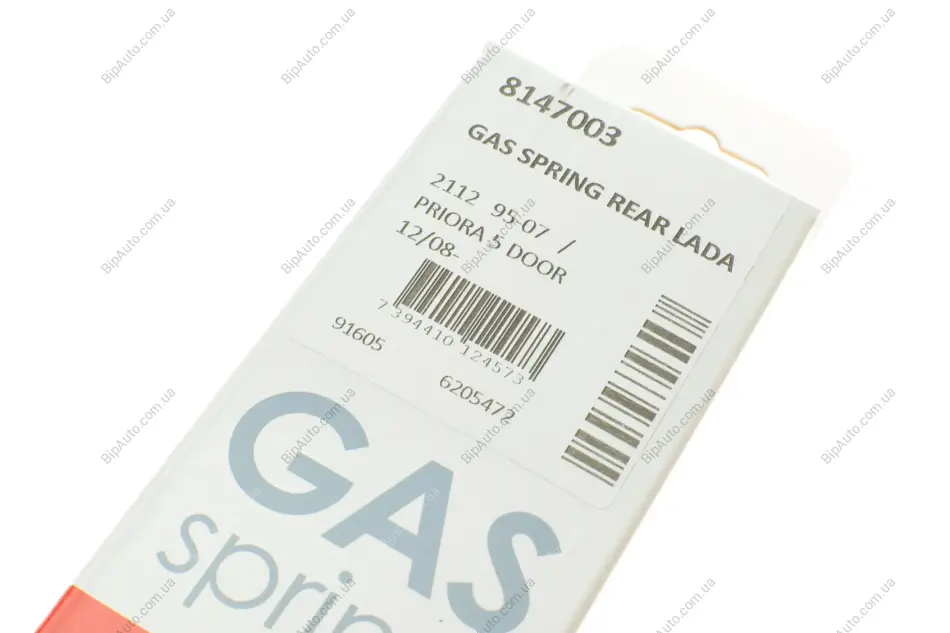 8147003
GAS SPRING REAR LADA
2112 95-07 /
PRIORA 5 DOOR
12/08-
7 394410 124573
91605
6205472
GAS
sprin
BipAuto.com.ua